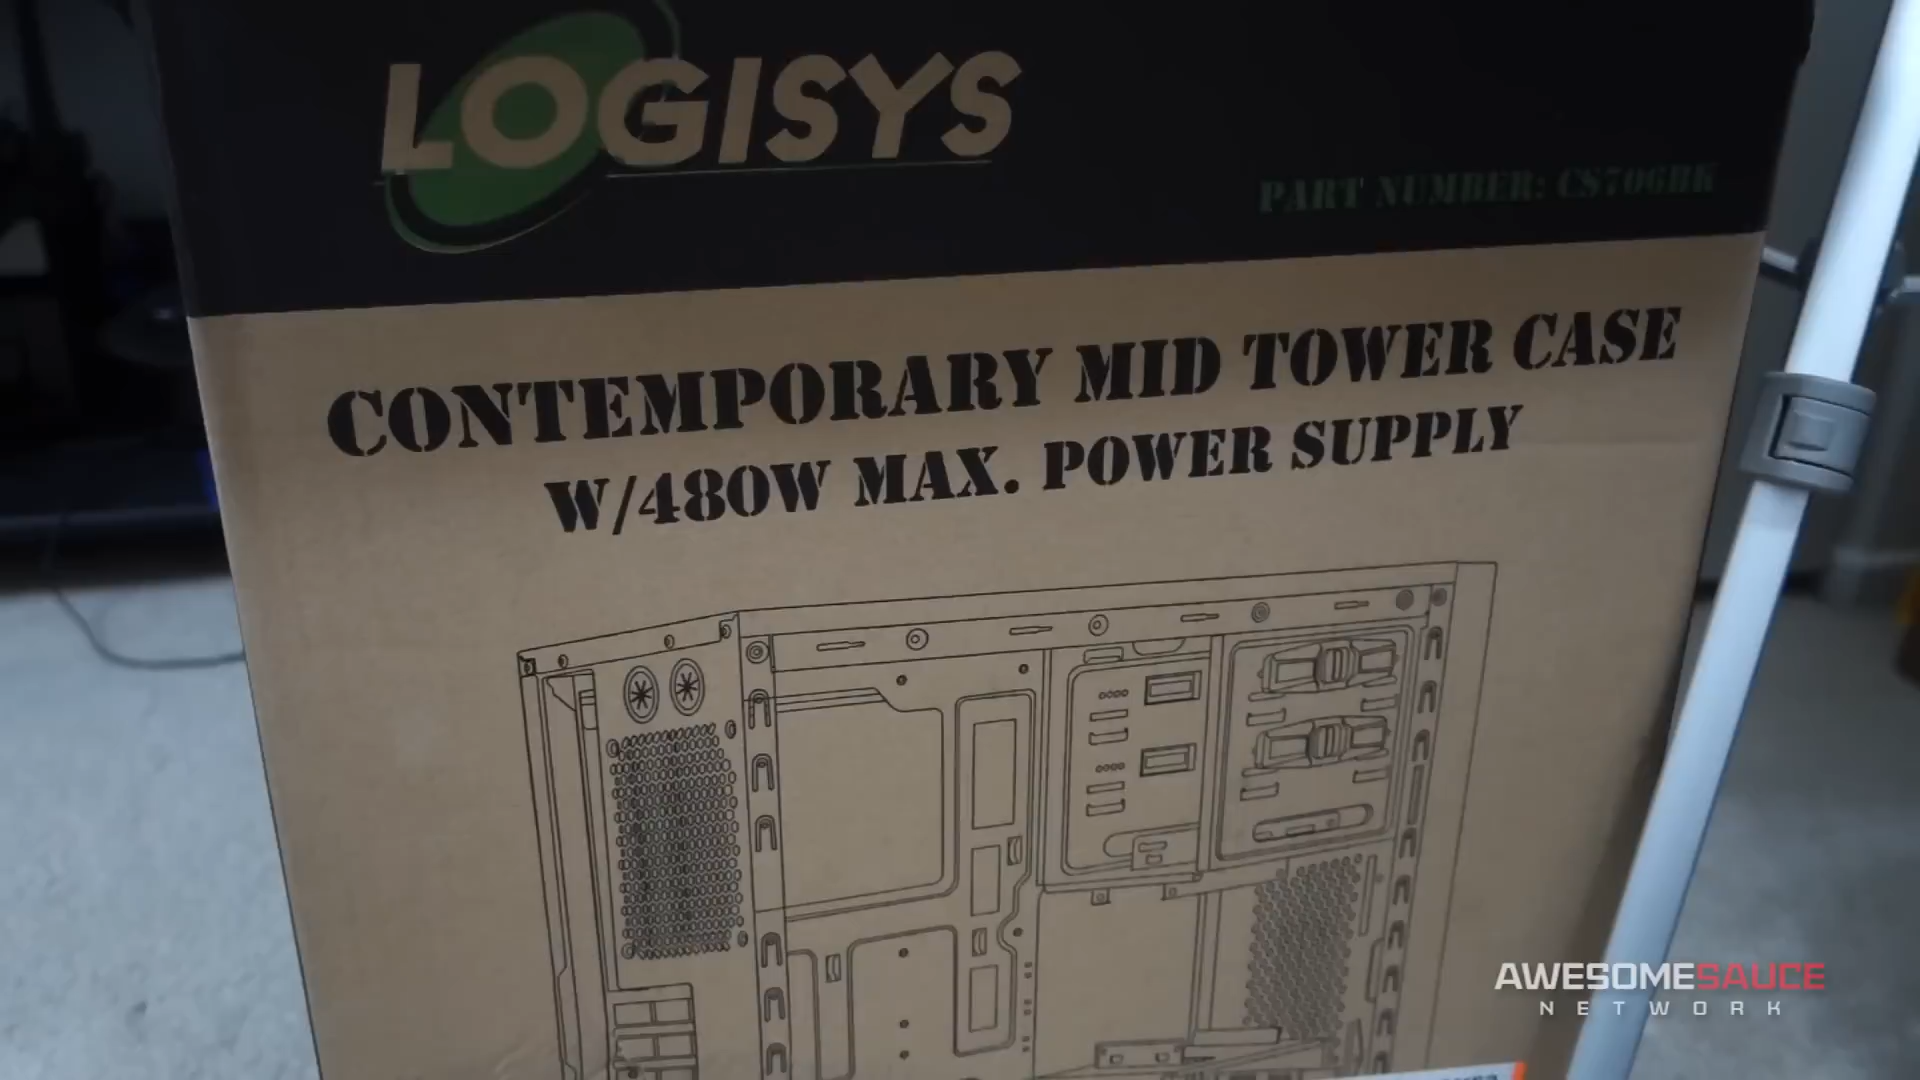 LOGISYS
PART NUMBER: CS706BK
CONTEMPORARY MID TOWER CASE
W/480W MAX. POWER SUPPLY
AWESOMESAUCE
NETWORK